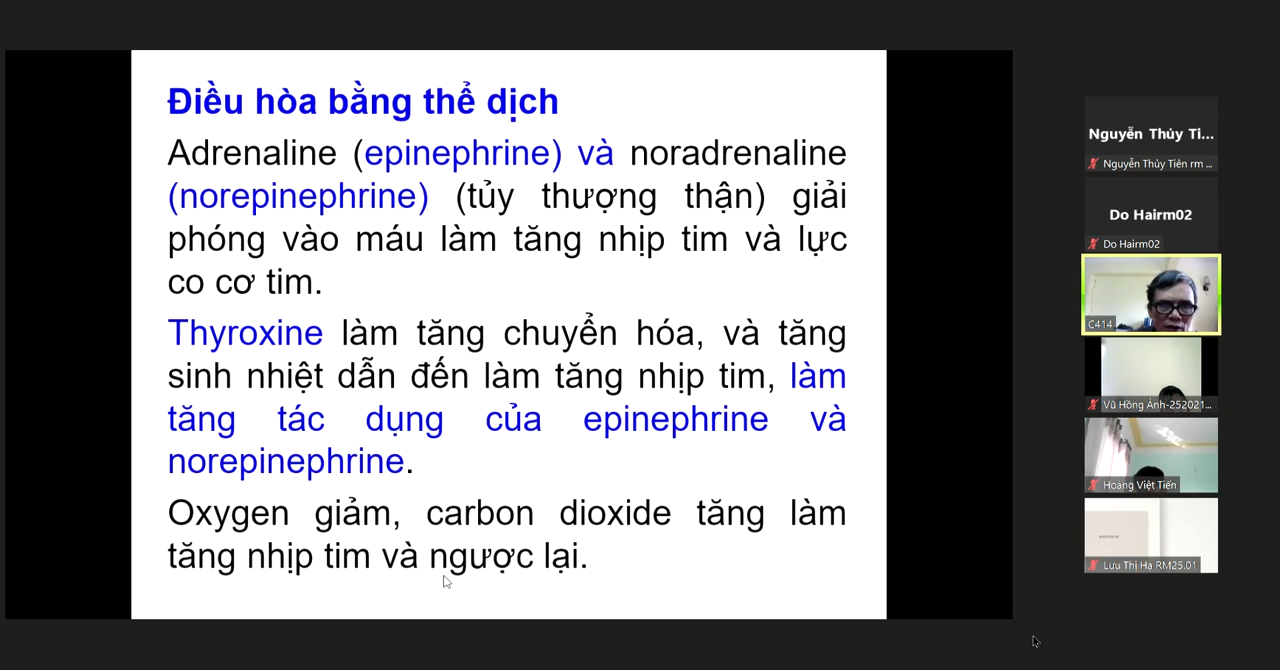 Điều hòa bằng thể dịch
Adrenaline (epinephrine) và noradrenaline
(norepinephrine) (tủy thượng thận) giải
phóng vào máu làm tăng nhịp tim và lực
co cơ tim.
Thyroxine làm tăng chuyển hóa, và tăng
sinh nhiệt dẫn đến làm tăng nhịp tim, làm
tăng tác dụng của epinephrine và
norepinephrine.
Oxygen giảm, carbon dioxide tăng làm
tăng nhịp tim và ngược lại.
Nguyễn Thủy Ti...
Nguyễn Thủy Tiên rm ...
Do Hairm02
Do Hairm02
C414
Vũ Hồng Ánh-252021...
Hoàng Việt Tiến
Lưu Thị Hạ RM25.01